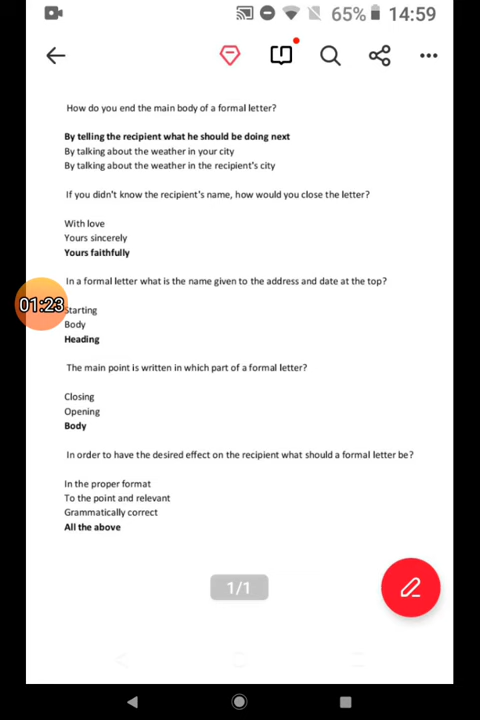 65% 14:59
How do you end the main body of a formal letter?
By telling the recipient what he should be doing next
By talking about the weather in your city
By talking about the weather in the recipient's city
If you didn't know the recipient's name, how would you close the letter?
With love
Yours sincerely
Yours faithfully
In a formal letter what is the name given to the address and date at the top?
01:23
Starting
Body
Heading
The main point is written in which part of a formal letter?
Closing
Opening
Body
In order to have the desired effect on the recipient what should a formal letter be?
In the proper format
To the point and relevant
Grammatically correct
All the above
1/1